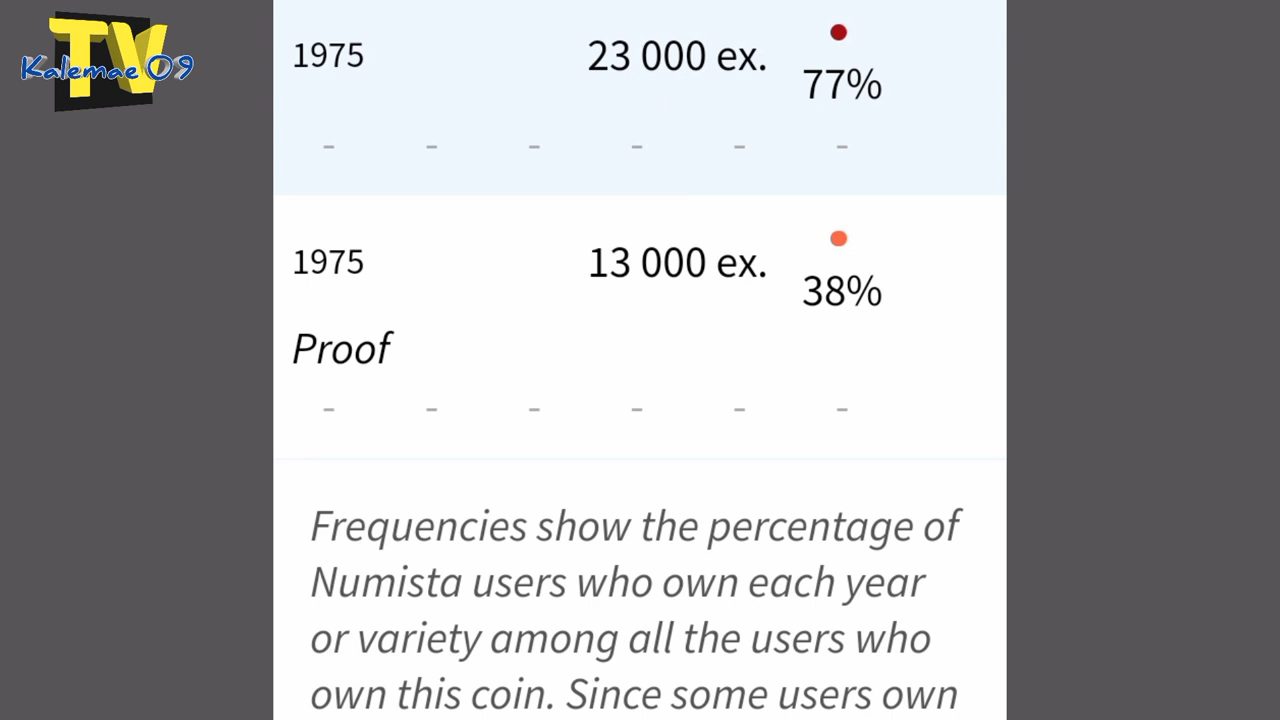 TV
Kalemae 09
1975 23 000 ex. 77%
- - - - - -
1975 13 000 ex. 38%
Proof
- - - - - -
Frequencies show the percentage of
Numista users who own each year
or variety among all the users who
own this coin. Since some users own